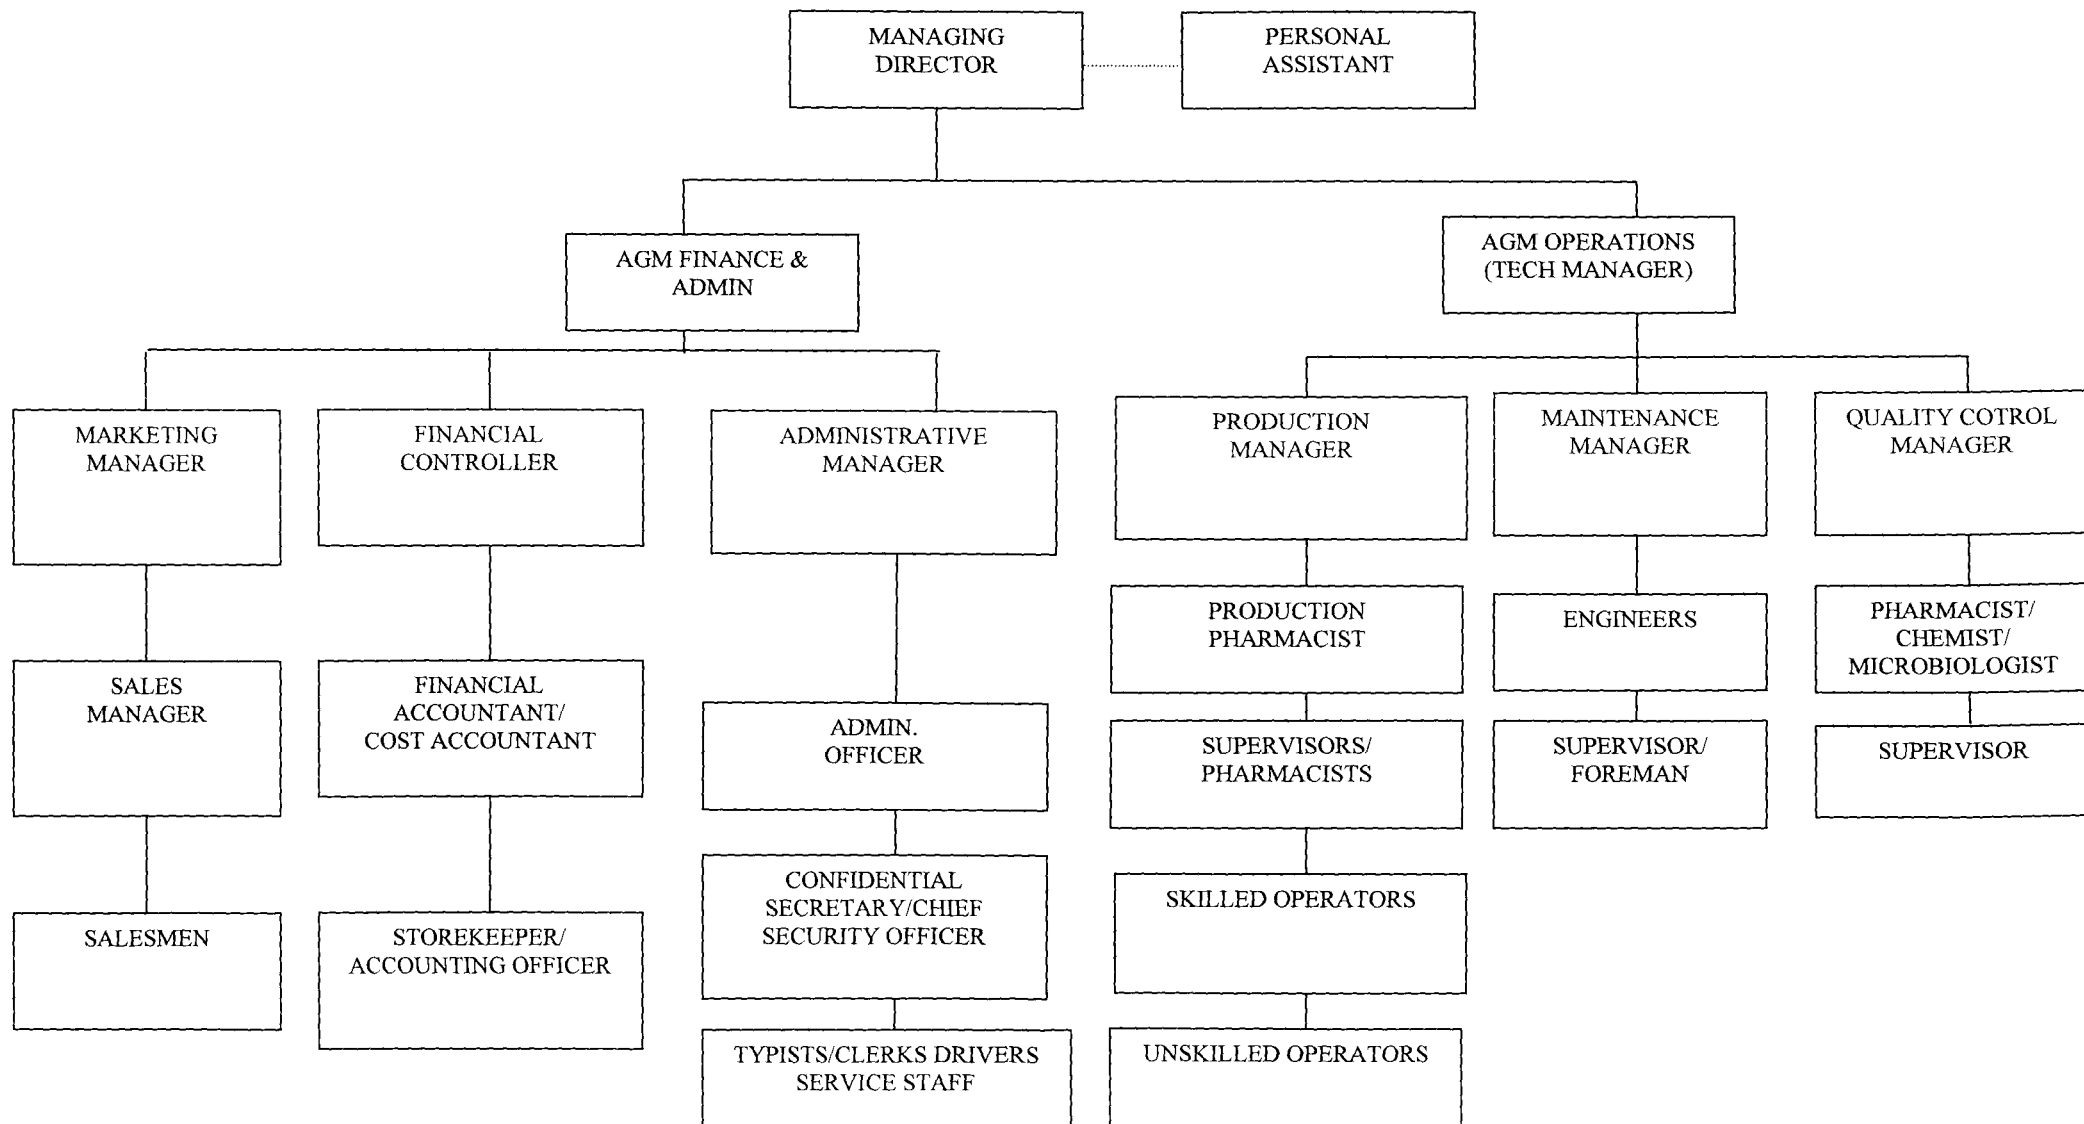 MANAGING
DIRECTOR
PERSONAL
ASSISTANT
AGM FINANCE &
ADMIN
AGM OPERATIONS
(TECH MANAGER)
MARKETING
MANAGER
FINANCIAL
CONTROLLER
ADMINISTRATIVE
MANAGER
PRODUCTION
MANAGER
MAINTENANCE
MANAGER
QUALITY COTROL
MANAGER
PRODUCTION
PHARMACIST
ENGINEERS
PHARMACIST/
CHEMIST/
MICROBIOLOGIST
SALES
MANAGER
FINANCIAL
ACCOUNTANT/
COST ACCOUNTANT
ADMIN.
OFFICER
SUPERVISORS/
PHARMACISTS
SUPERVISOR/
FOREMAN
SUPERVISOR
CONFIDENTIAL
SECRETARY/CHIEF
SECURITY OFFICER
SKILLED OPERATORS
SALESMEN
STOREKEEPER/
ACCOUNTING OFFICER
TYPISTS/CLERKS DRIVERS
SERVICE STAFF
UNSKILLED OPERATORS